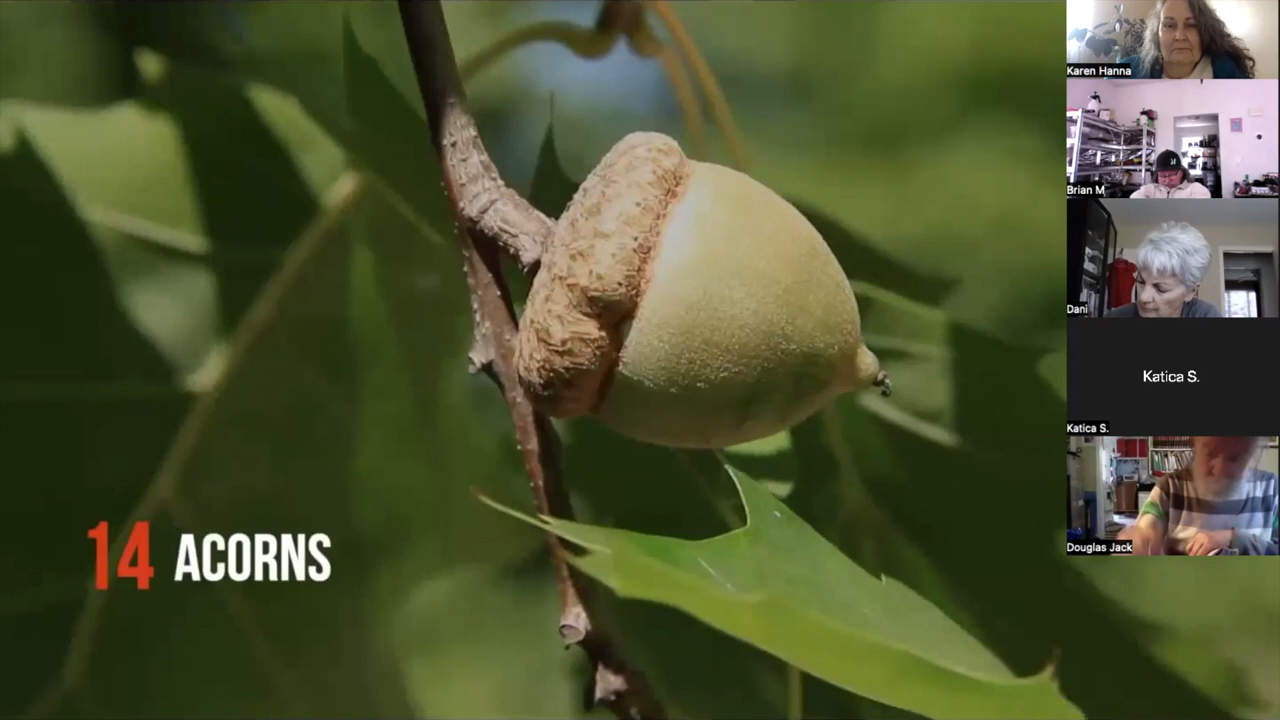 14 ACORNS
Karen Hanna
Brian M
Dani
Katica S.
Katica S.
Douglas Jack